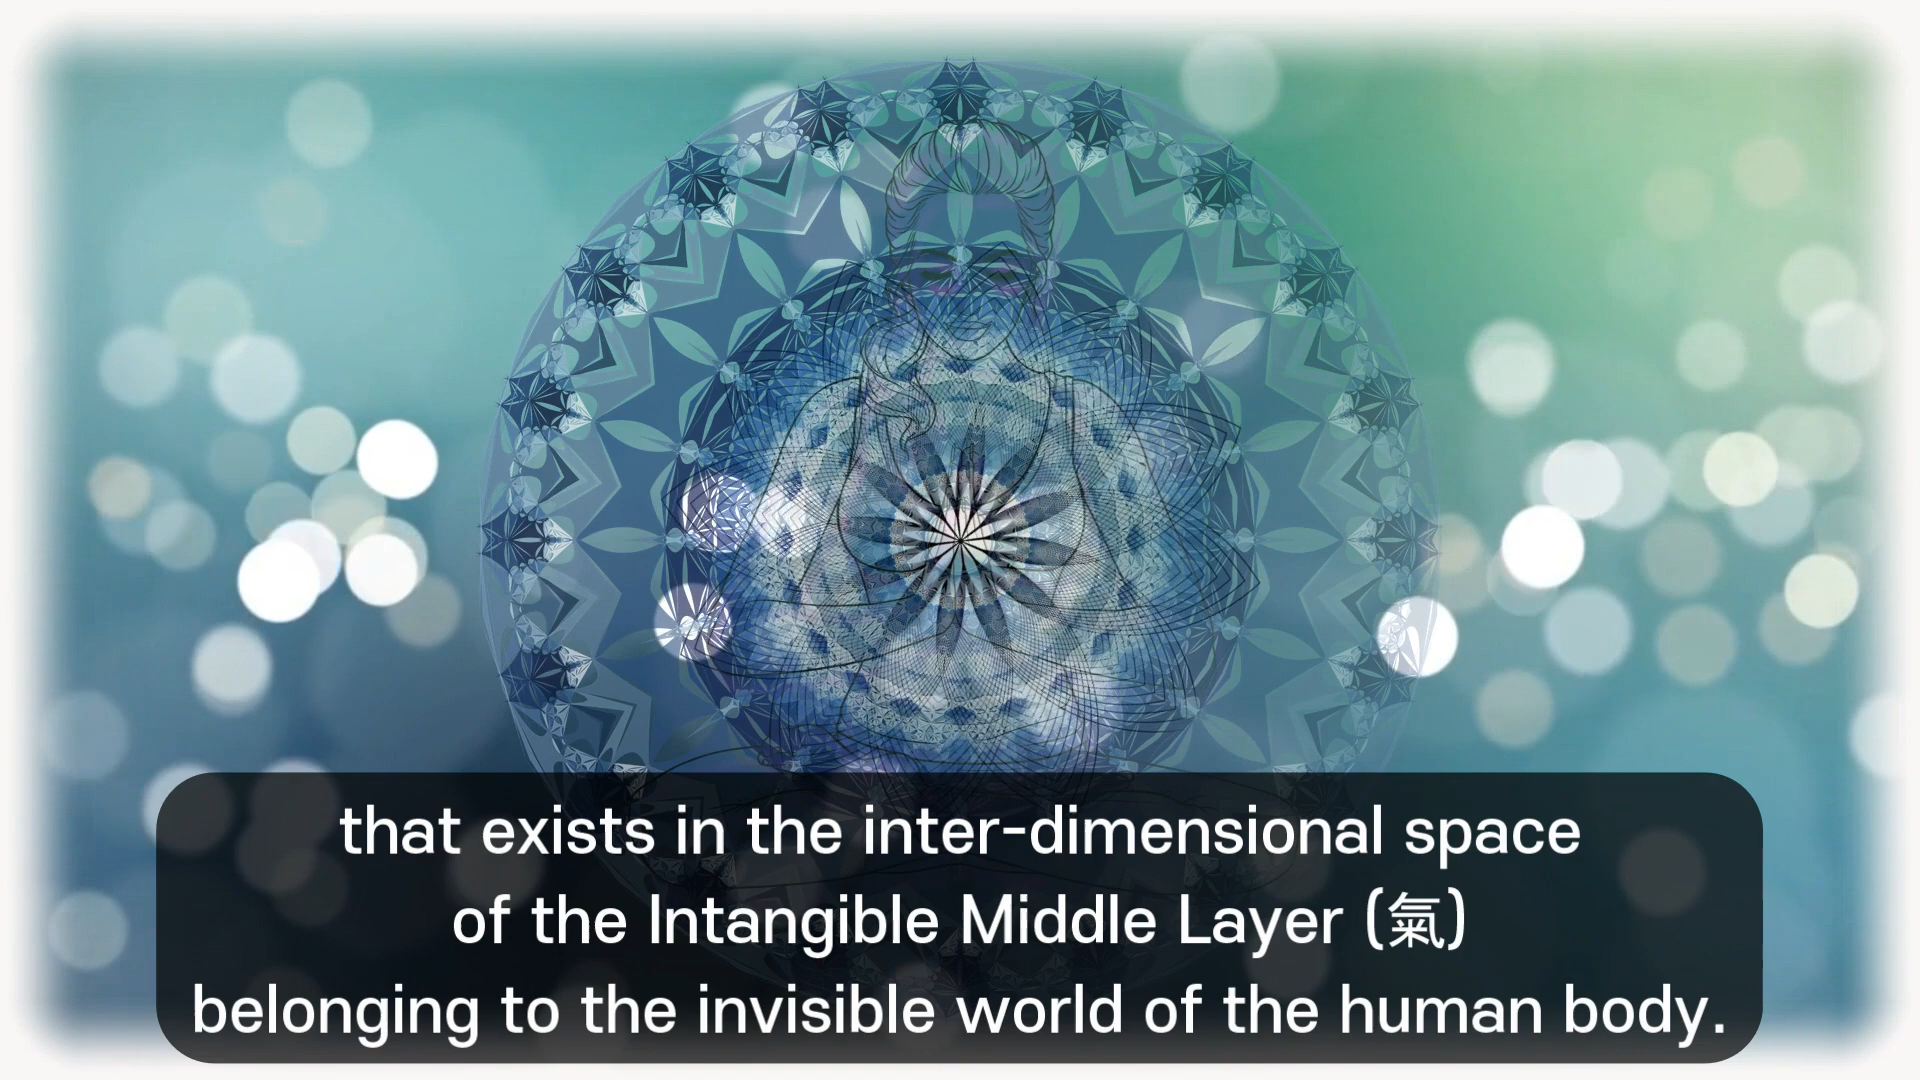 that exists in the inter-dimensional space
of the Intangible Middle Layer (氣)
belonging to the invisible world of the human body.